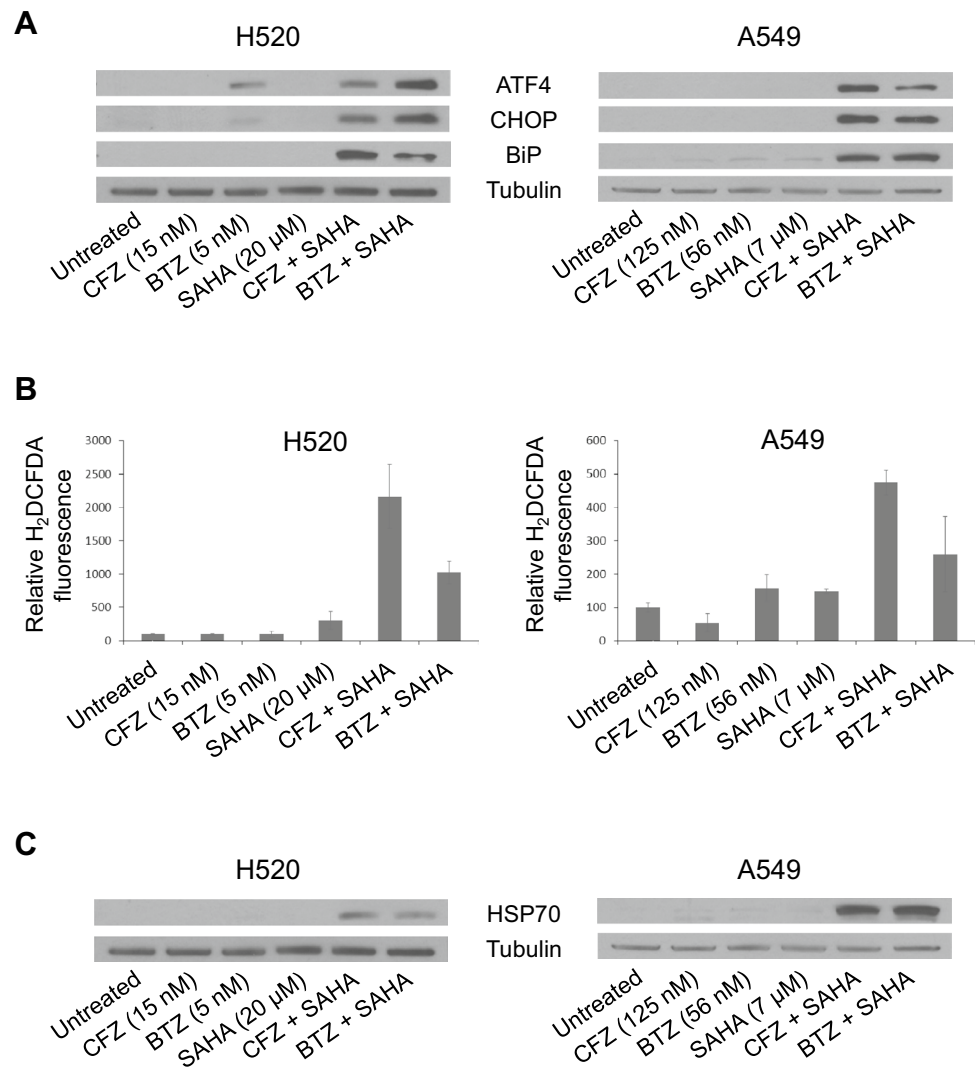 A
H520
A549
ATF4
CHOP
BiP
Tubulin
Untreated
CFZ (15 nM)
BTZ (5 nM)
SAHA (20 µM)
CFZ + SAHA
BTZ + SAHA
Untreated
CFZ (125 nM)
BTZ (56 nM)
SAHA (7 µM)
CFZ + SAHA
BTZ + SAHA
B
H520
Relative H₂DCFDA
fluorescence
3000
2500
2000
1500
1000
500
0
Untreated
CFZ (15 nM)
BTZ (5 nM)
SAHA (20 µM)
CFZ + SAHA
BTZ + SAHA
A549
Relative H₂DCFDA
fluorescence
600
500
400
300
200
100
0
Untreated
CFZ (125 nM)
BTZ (56 nM)
SAHA (7 µM)
CFZ + SAHA
BTZ + SAHA
C
H520
A549
HSP70
Tubulin
Untreated
CFZ (15 nM)
BTZ (5 nM)
SAHA (20 µM)
CFZ + SAHA
BTZ + SAHA
Untreated
CFZ (125 nM)
BTZ (56 nM)
SAHA (7 µM)
CFZ + SAHA
BTZ + SAHA